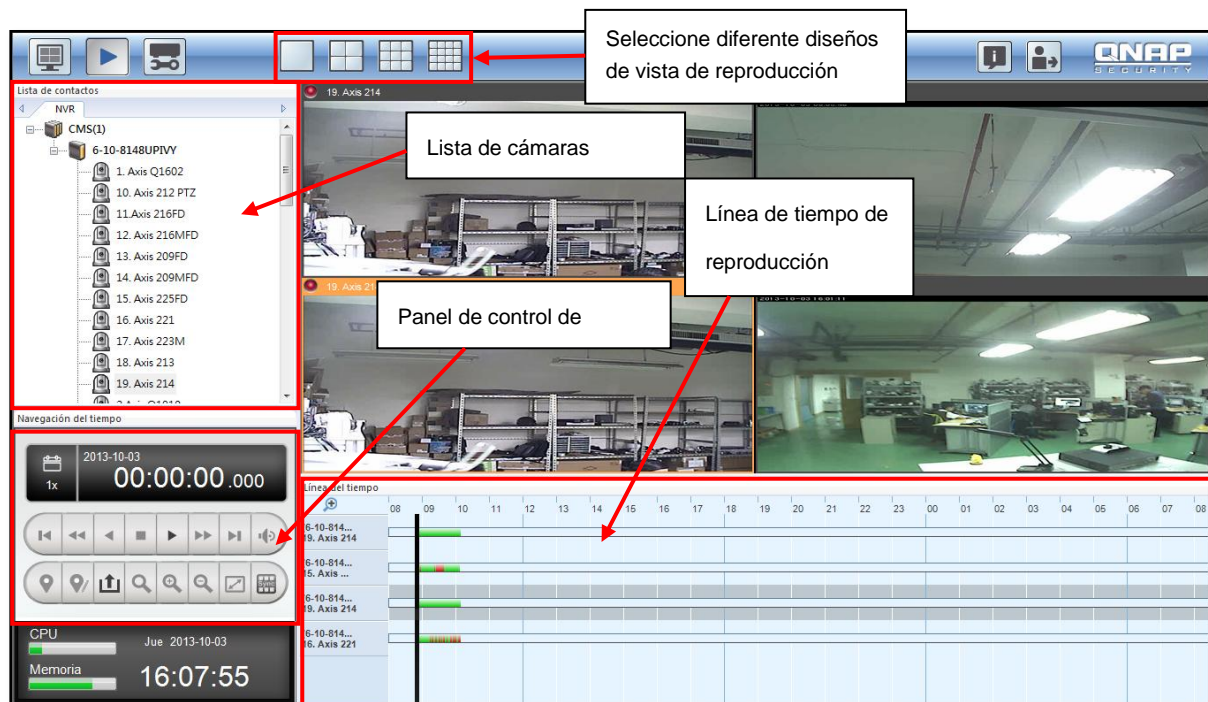 Seleccione diferente diseños
de vista de reproducción
QNAP
SECURITY
Lista de contactos
NVR
CMS(1)
6-10-8148UPIVY
1. Axis Q1602
10. Axis 212 PTZ
11.Axis 216FD
12. Axis 216MFD
13. Axis 209FD
14. Axis 209MFD
15. Axis 225FD
16. Axis 221
17. Axis 223M
18. Axis 213
19. Axis 214
19. Axis 214
Lista de cámaras
Línea de tiempo de
reproducción
19. Axis 21
Panel de control de
Navegación del tiempo
2013-10-03
1x
00:00:00.000
Sync
CPU
Jue 2013-10-03
Memoria
16:07:55
Línea del tiempo
08 09 10 11 12 13 14 15 16 17 18 19 20 21 22 23 00 01 02 03 04 05 06 07 08
6-10-814...
19. Axis 214
6-10-814...
15. Axis ...
6-10-814...
19. Axis 214
6-10-814...
16. Axis 221